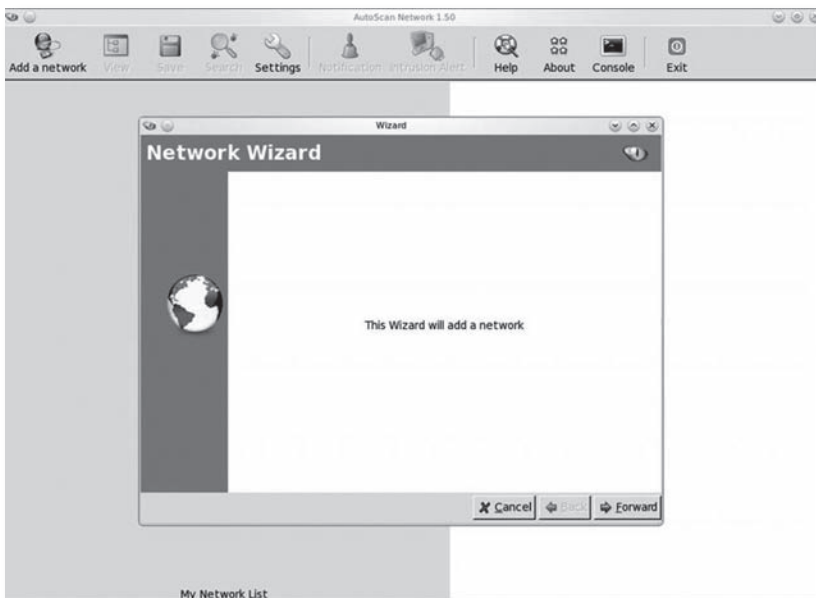 AutoScan Network 1.50
Add a network View Save Search Settings Notification Intrusion Alert Help About Console Exit
Wizard
Network Wizard
This Wizard will add a network
Cancel Back Forward
My Network List